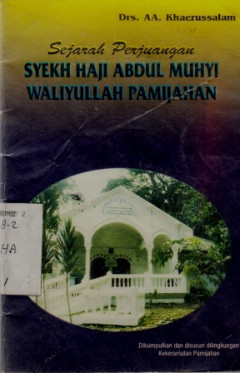 Drs. AA. Khaerussalam
Sejarah Perjuangan
SYEKH HAJI ABDUL MUHYI
WALIYULLAH PAMIJAHAN
Dikumpulkan dan disusun dilingkungan
Kekeramatan Pamijahan